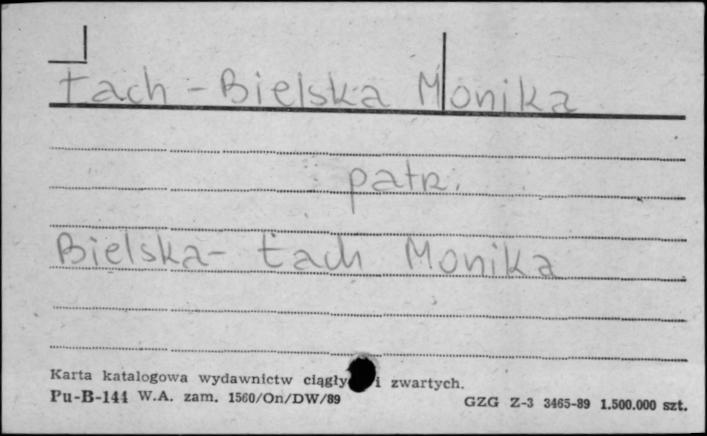 Łach - Bielska Monika
patrz.
Bielska - Łach Monika
Karta katalogowa wydawnictw ciągły i zwartych.
Pu-B-144 W.A. zam. 1560/On/DW/89 GZG Z-3 3465-89 1.500.000 szt.